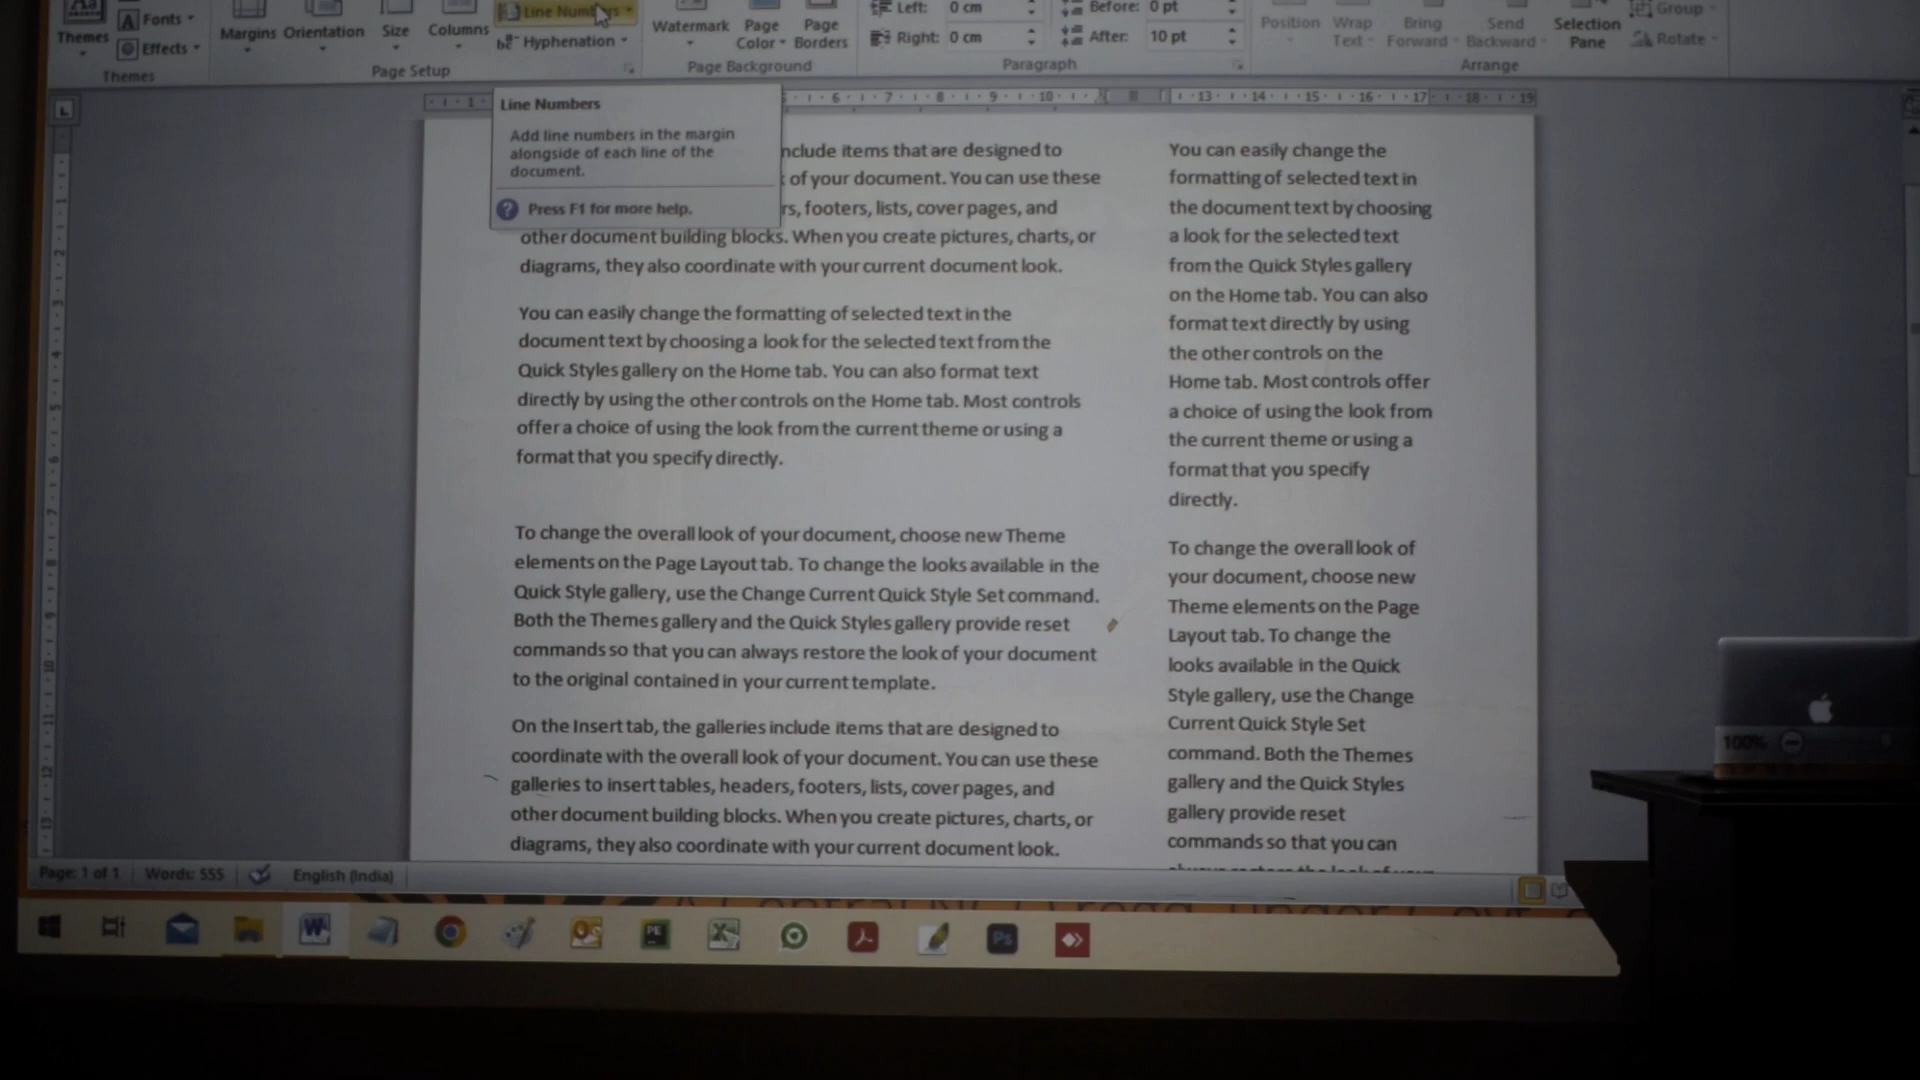 Themes
Fonts
Effects
Themes
Margins
Orientation
Size
Columns
Line Numbers
Hyphenation
Page Setup
Watermark
Page
Color
Page
Borders
Page Background
Left:
0 cm
Before:
0 pt
Right:
0 cm
After:
10 pt
Paragraph
Position
Wrap
Text
Bring
Forward
Send
Backward
Selection
Pane
Group
Rotate
Arrange
L
Line Numbers
Add line numbers in the margin
alongside of each line of the
document.
Press F1 for more help.
include items that are designed to
of your document. You can use these
footers, lists, cover pages, and
other document building blocks. When you create pictures, charts, or
diagrams, they also coordinate with your current document look.
You can easily change the formatting of selected text in the
document text by choosing a look for the selected text from the
Quick Styles gallery on the Home tab. You can also format text
directly by using the other controls on the Home tab. Most controls
offer a choice of using the look from the current theme or using a
format that you specify directly.
To change the overall look of your document, choose new Theme
elements on the Page Layout tab. To change the looks available in the
Quick Style gallery, use the Change Current Quick Style Set command.
Both the Themes gallery and the Quick Styles gallery provide reset
commands so that you can always restore the look of your document
to the original contained in your current template.
On the Insert tab, the galleries include items that are designed to
coordinate with the overall look of your document. You can use these
galleries to insert tables, headers, footers, lists, cover pages, and
other document building blocks. When you create pictures, charts, or
diagrams, they also coordinate with your current document look.
You can easily change the
formatting of selected text in
the document text by choosing
a look for the selected text
from the Quick Styles gallery
on the Home tab. You can also
format text directly by using
the other controls on the
Home tab. Most controls offer
a choice of using the look from
the current theme or using a
format that you specify
directly.
To change the overall look of
your document, choose new
Theme elements on the Page
Layout tab. To change the
looks available in the Quick
Style gallery, use the Change
Current Quick Style Set
command. Both the Themes
gallery and the Quick Styles
gallery provide reset
commands so that you can
Page: 1 of 1
Words: 555
English (India)
100%
W
PE
Ps